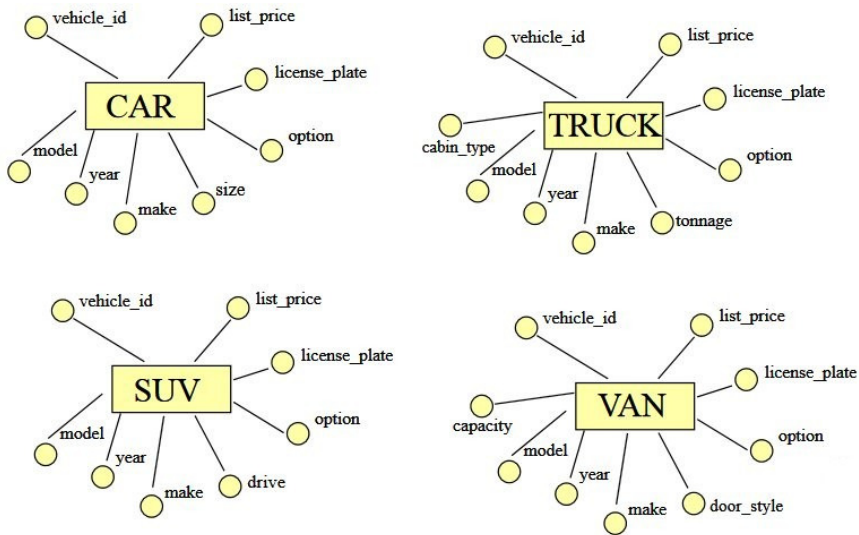 vehicle_id
list_price
license_plate
CAR
option
model
year
size
make
vehicle_id
list_price
license_plate
TRUCK
cabin_type
option
model
year
tonnage
make
vehicle_id
list_price
license_plate
SUV
option
model
year
drive
make
vehicle_id
list_price
license_plate
VAN
capacity
option
model
year
door_style
make